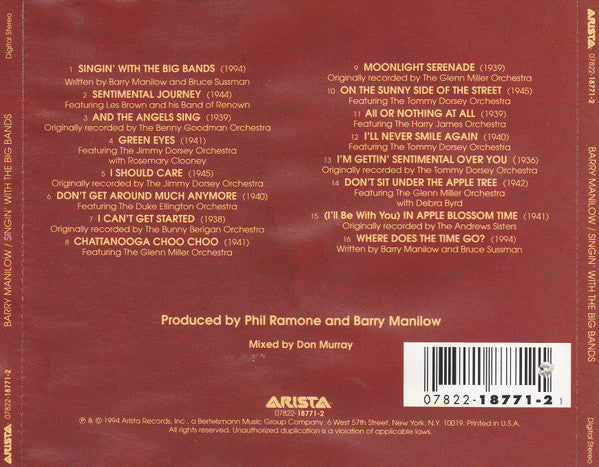 ARISTA
07822-18771-2
BARRY MANILOW / SINGIN' WITH THE BIG BANDS
Digital Stereo
1 SINGIN' WITH THE BIG BANDS (1994)
Written by Barry Manilow and Bruce Sussman
2 SENTIMENTAL JOURNEY (1944)
Featuring Les Brown and his Band of Renown
3 AND THE ANGELS SING (1939)
Originally recorded by The Benny Goodman Orchestra
4 GREEN EYES (1941)
Featuring The Jimmy Dorsey Orchestra
with Rosemary Clooney
5 I SHOULD CARE (1945)
Originally recorded by The Jimmy Dorsey Orchestra
6 DON'T GET AROUND MUCH ANYMORE (1940)
Featuring The Duke Ellington Orchestra
7 I CAN'T GET STARTED (1938)
Originally recorded by The Bunny Berigan Orchestra
8 CHATTANOOGA CHOO CHOO (1941)
Featuring The Glenn Miller Orchestra
9 MOONLIGHT SERENADE (1939)
Originally recorded by The Glenn Miller Orchestra
10 ON THE SUNNY SIDE OF THE STREET (1945)
Featuring The Tommy Dorsey Orchestra
11 All OR NOTHING AT ALL (1939)
Featuring The Harry James Orchestra
12 I'LL NEVER SMILE AGAIN (1940)
Originally recorded by The Tommy Dorsey Orchestra
13 I'M GETTIN' SENTIMENTAL OVER YOU (1936)
Originally recorded by The Tommy Dorsey Orchestra
14 DON'T SIT UNDER THE APPLE TREE (1942)
Featuring The Glenn Miller Orchestra
with Debra Byrd
15 (I'll Be With You) IN APPLE BLOSSOM TIME (1941)
Originally recorded by The Andrews Sisters
16 WHERE DOES THE TIME GO? (1994)
Written by Barry Manilow and Bruce Sussman
Produced by Phil Ramone and Barry Manilow
Mixed by Don Murray
ARISTA
07822-18771-2
℗ & © 1994 Arista Records, Inc., a Bertelsmann Music Group Company, 6 West 57th Street, New York, N.Y. 10019. Printed in U.S.A.
All rights reserved. Unauthorized duplication is a violation of applicable laws.
07822-18771-2 1
ARISTA
07822-18771-2
BARRY MANILOW / SINGIN' WITH THE BIG BANDS
Digital Stereo